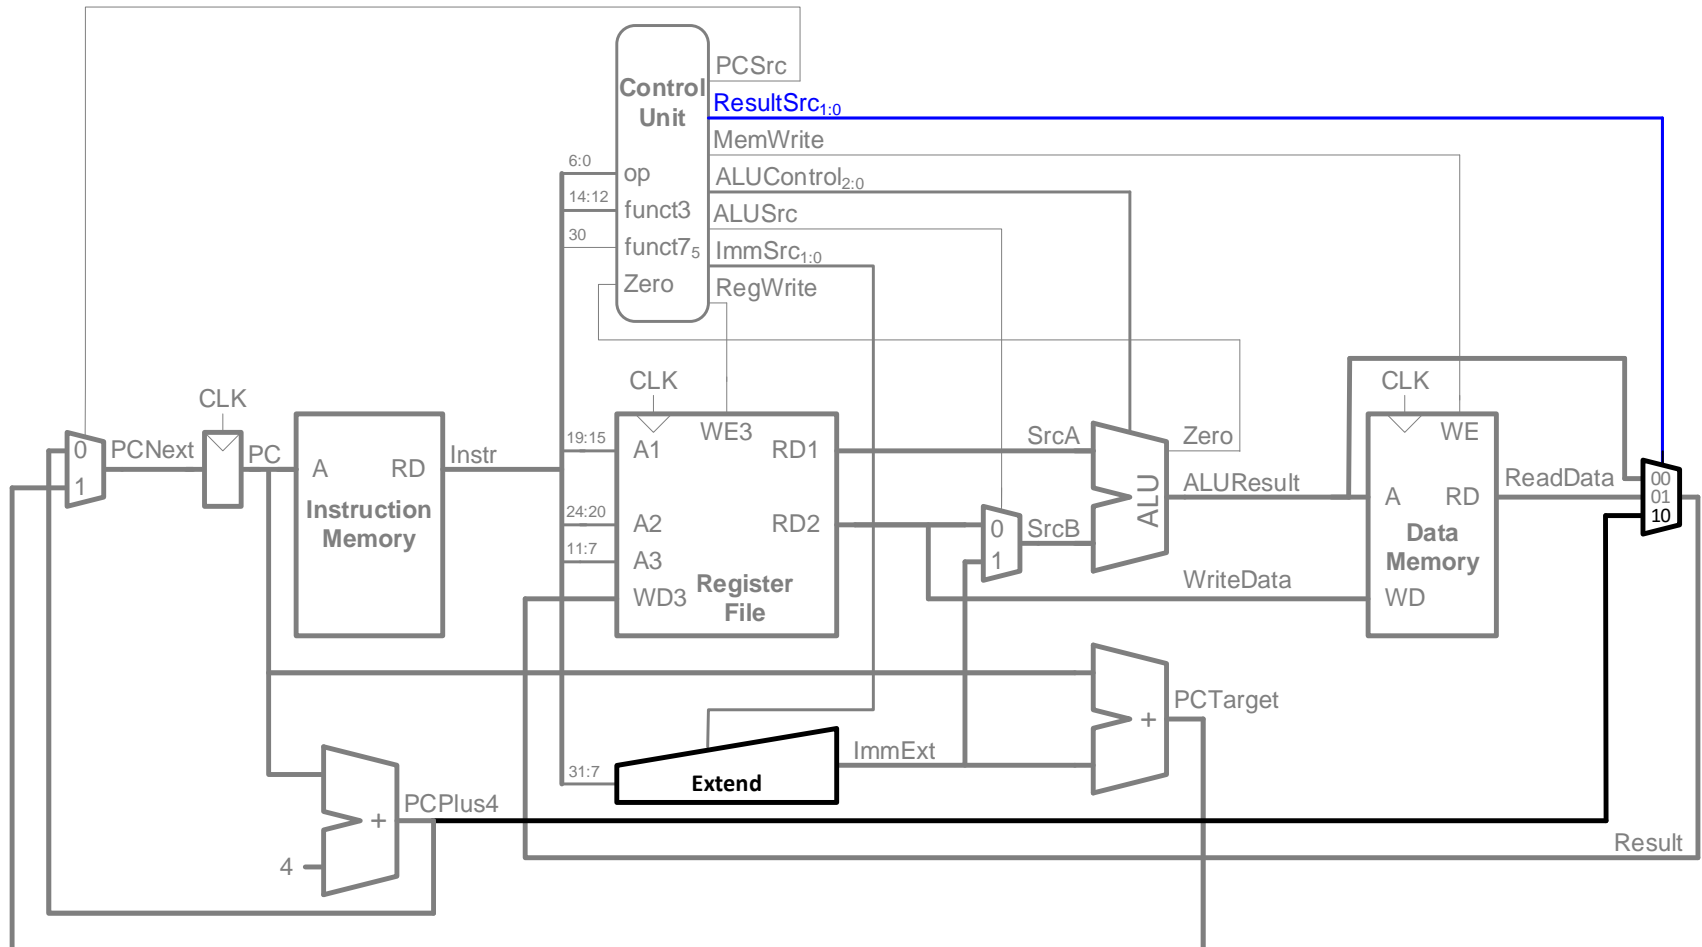 PCSrc
Control
Unit
ResultSrc1:0
MemWrite
6:0
op
ALUControl2:0
14:12
funct3
ALUSrc
30
funct75
ImmSrc1:0
Zero
RegWrite
CLK
CLK
CLK
0
1
PCNext
PC
A
RD
Instruction
Memory
Instr
19:15
A1
WE3
RD1
24:20
A2
RD2
11:7
A3
WD3
Register
File
SrcA
0
1
SrcB
ALU
Zero
ALUResult
WriteData
WE
A
RD
Data
Memory
WD
ReadData
00
01
10
+
PCTarget
31:7
Extend
ImmExt
PCPlus4
+
4
Result